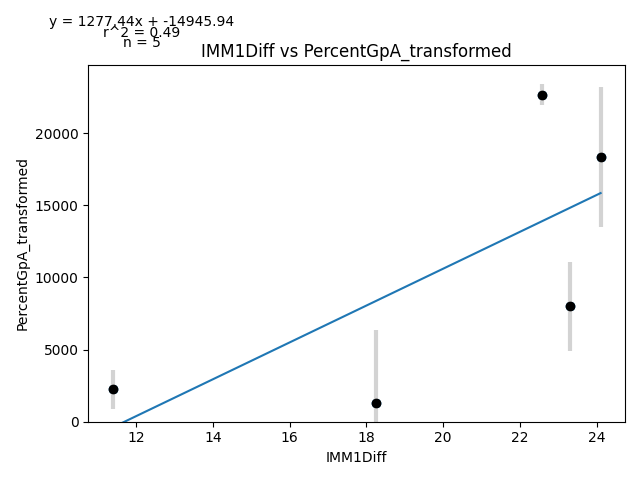 y = 1277.44x + -14945.94
r^2 = 0.49
n = 5
IMM1Diff vs PercentGpA_transformed
PercentGpA_transformed
20000
15000
10000
5000
0
12 14 16 18 20 22 24
IMM1Diff